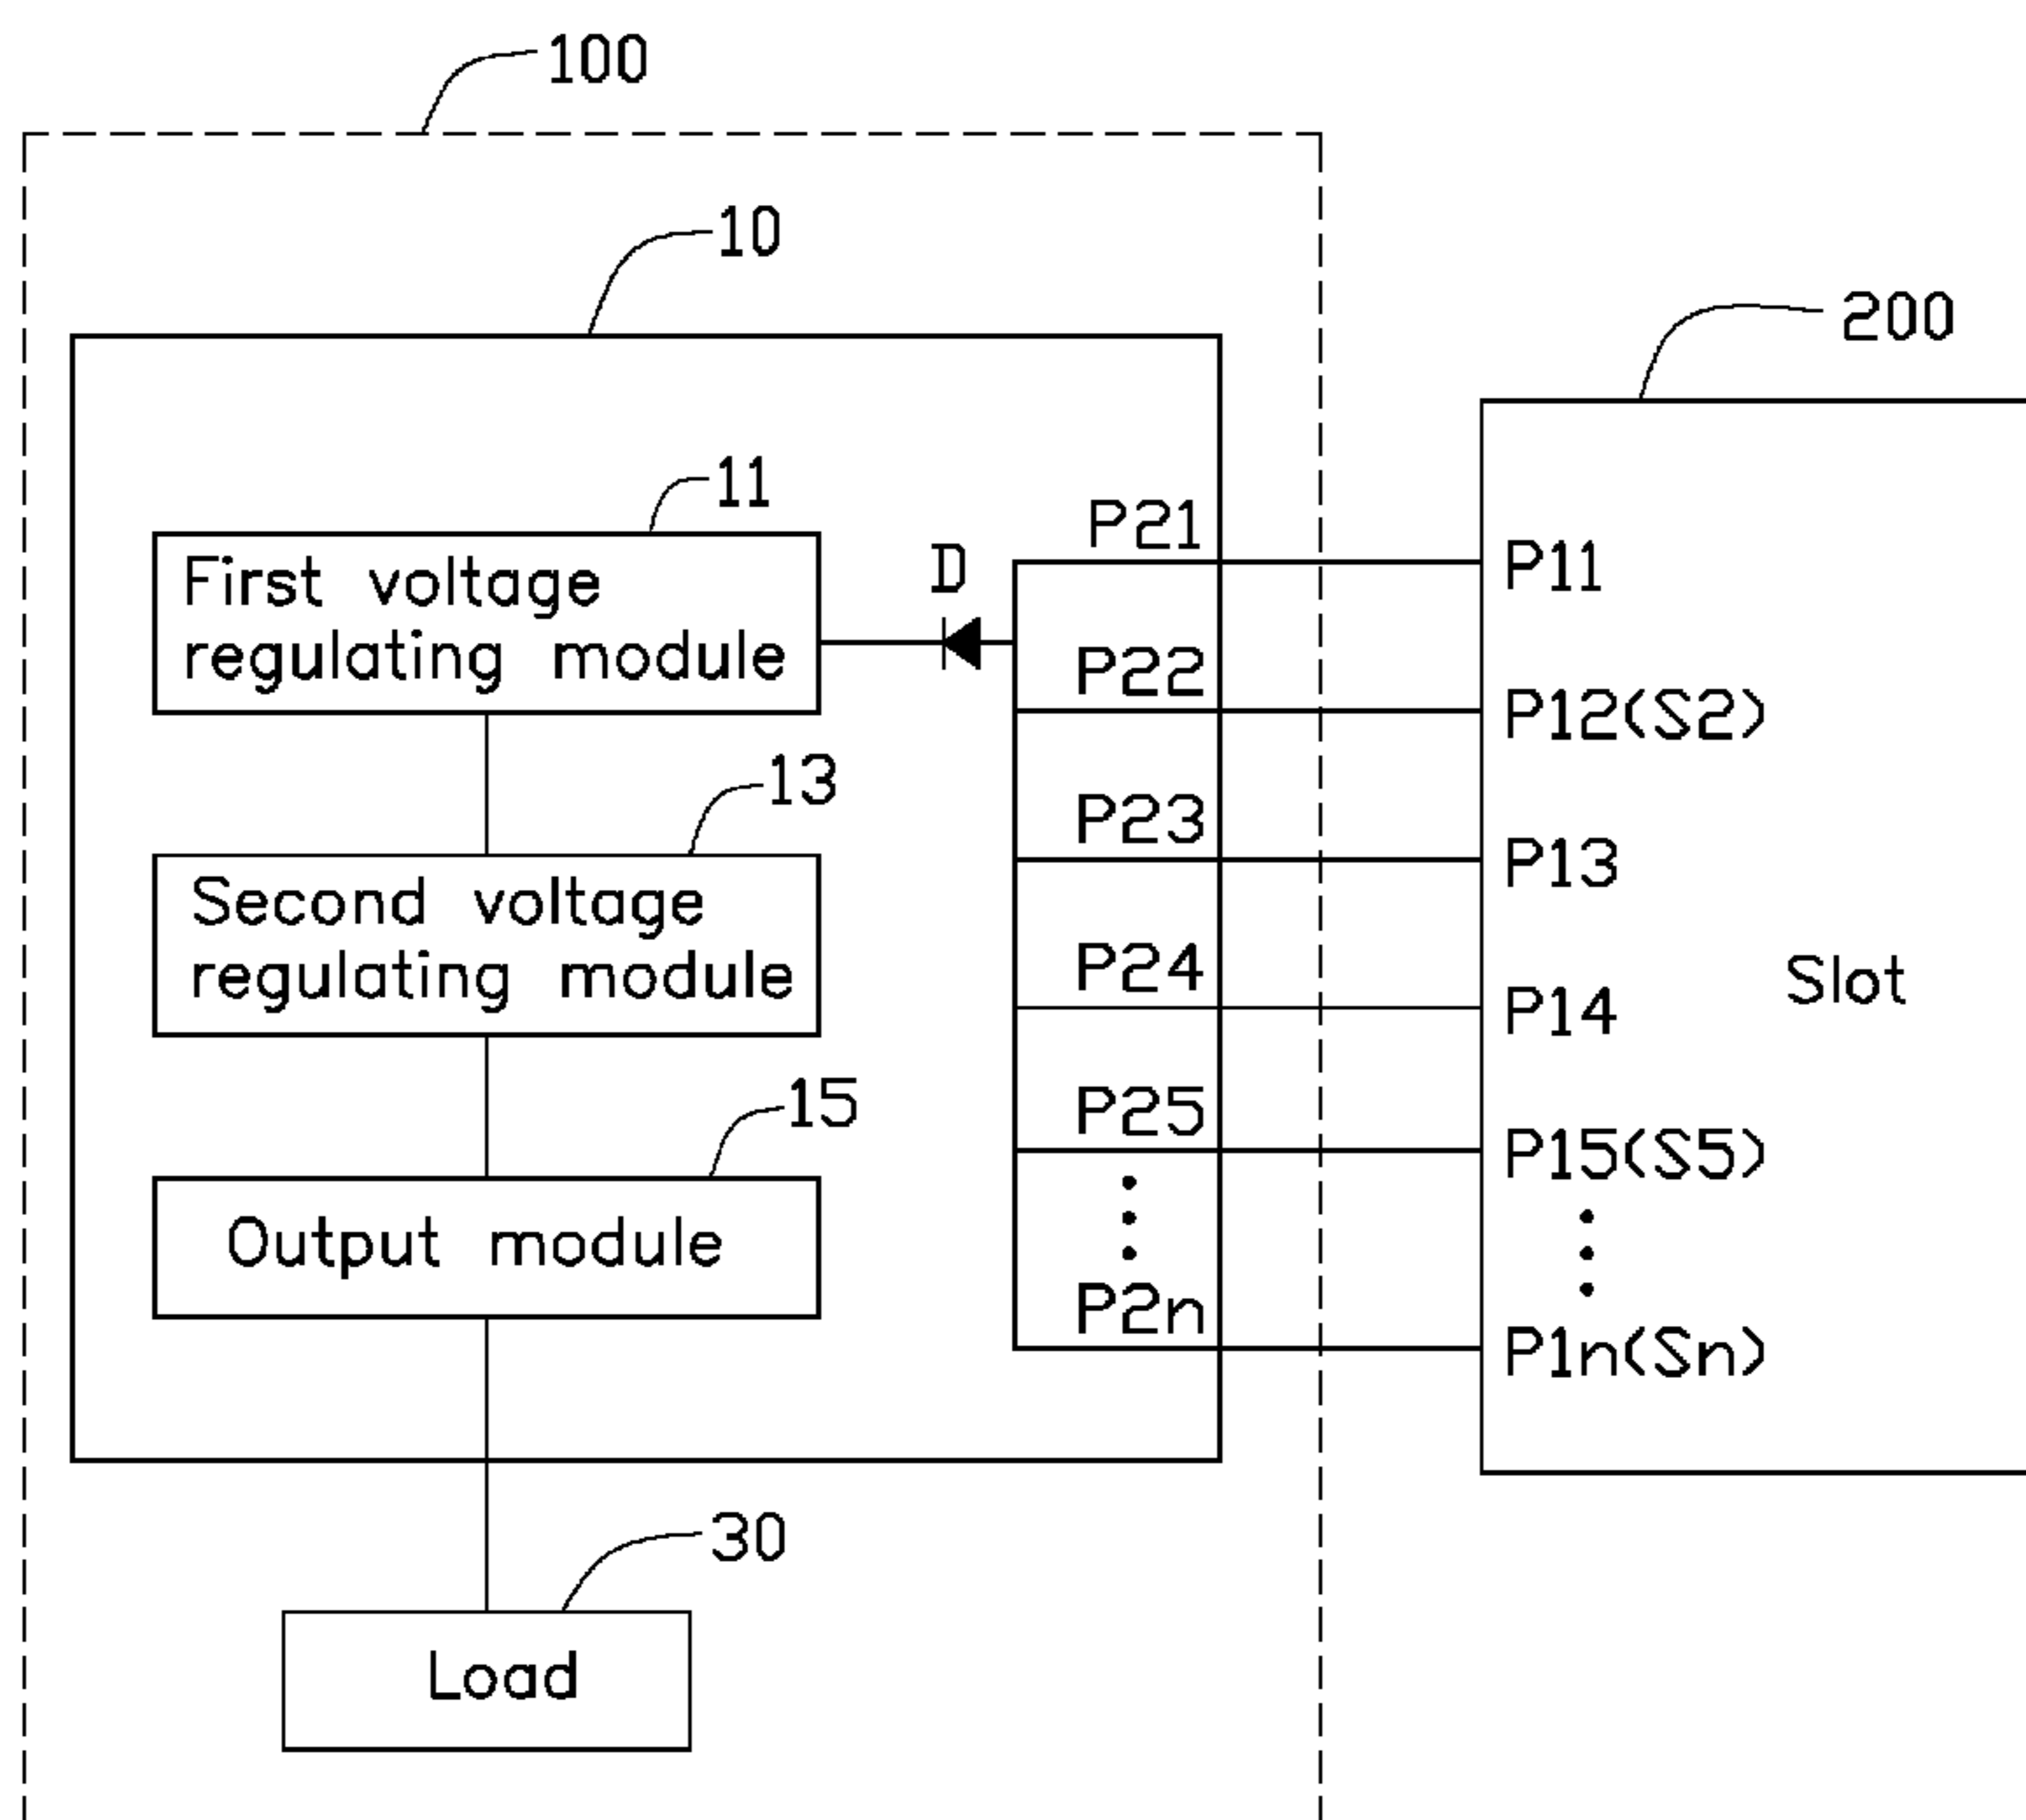 100
10
200
11
First voltage
regulating module
D
P21
P11
P22
P12(S2)
13
P23
P13
Second voltage
regulating module
P24
P14
Slot
15
P25
P15(S5)
Output module
P2n
P1n(Sn)
30
Load